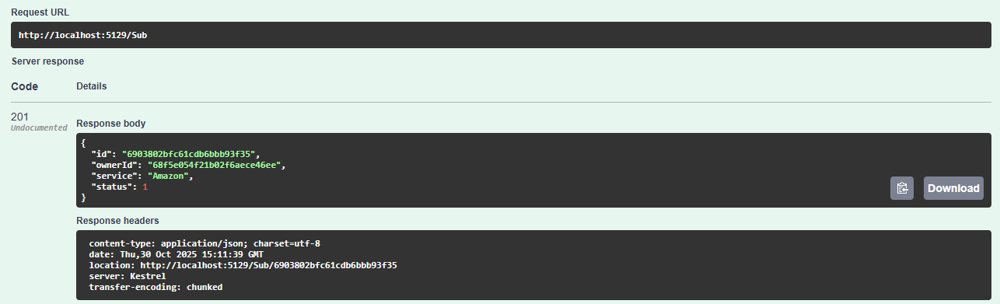 Request URL
http://localhost:5129/Sub
Server response
Code Details
201
Undocumented
Response body
{
  "id": "6903802bfc61cdb6bbb93f35",
  "ownerId": "68f5e054f21b02f6aece46ee",
  "service": "Amazon",
  "status": 1
}
Download
Response headers
content-type: application/json; charset=utf-8
date: Thu,30 Oct 2025 15:11:39 GMT
location: http://localhost:5129/Sub/6903802bfc61cdb6bbb93f35
server: Kestrel
transfer-encoding: chunked